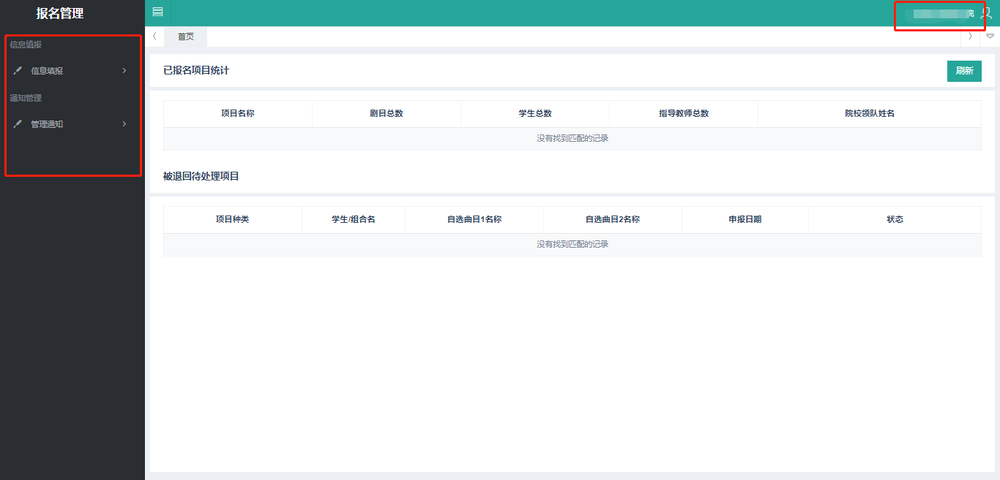 报名管理
院
首页
信息填报
信息填报
通知管理
管理通知
已报名项目统计
刷新
项目名称 剧目总数 学生总数 指导教师总数 院校领队姓名
没有找到匹配的记录
被退回待处理项目
项目种类 学生/组合名 自选曲目1名称 自选曲目2名称 申报日期 状态
没有找到匹配的记录